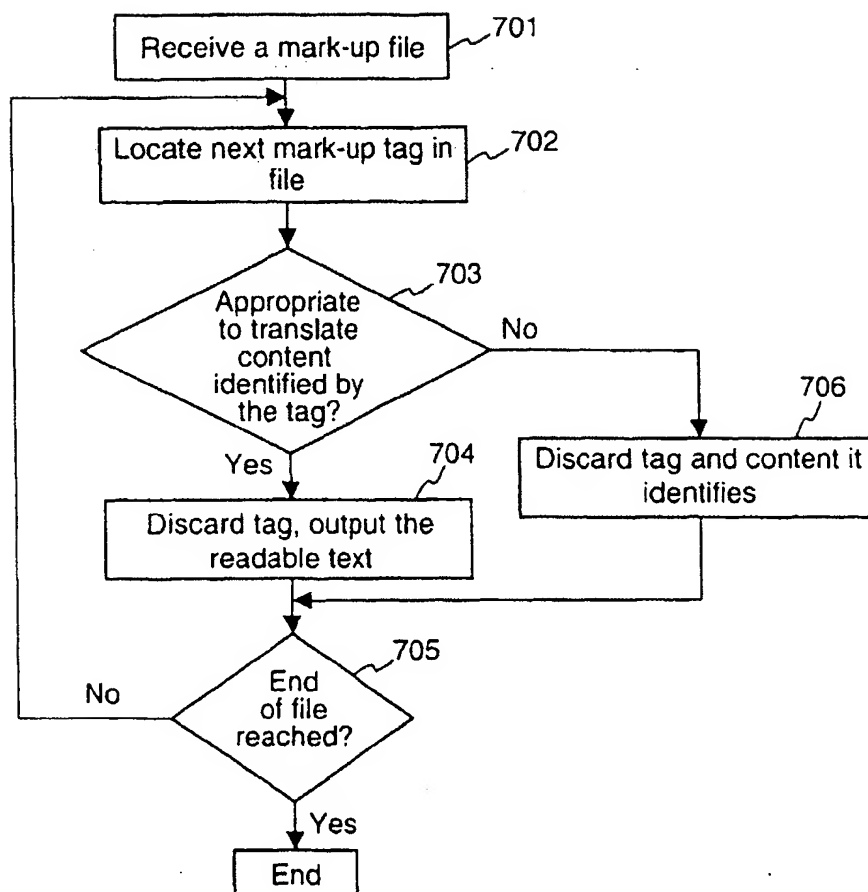 Receive a mark-up file
701
Locate next mark-up tag in
file
702
703
Appropriate
to translate
content
identified by
the tag?
No
Yes
704
706
Discard tag, output the
readable text
Discard tag and content it
identifies
705
End
of file
reached?
No
Yes
End